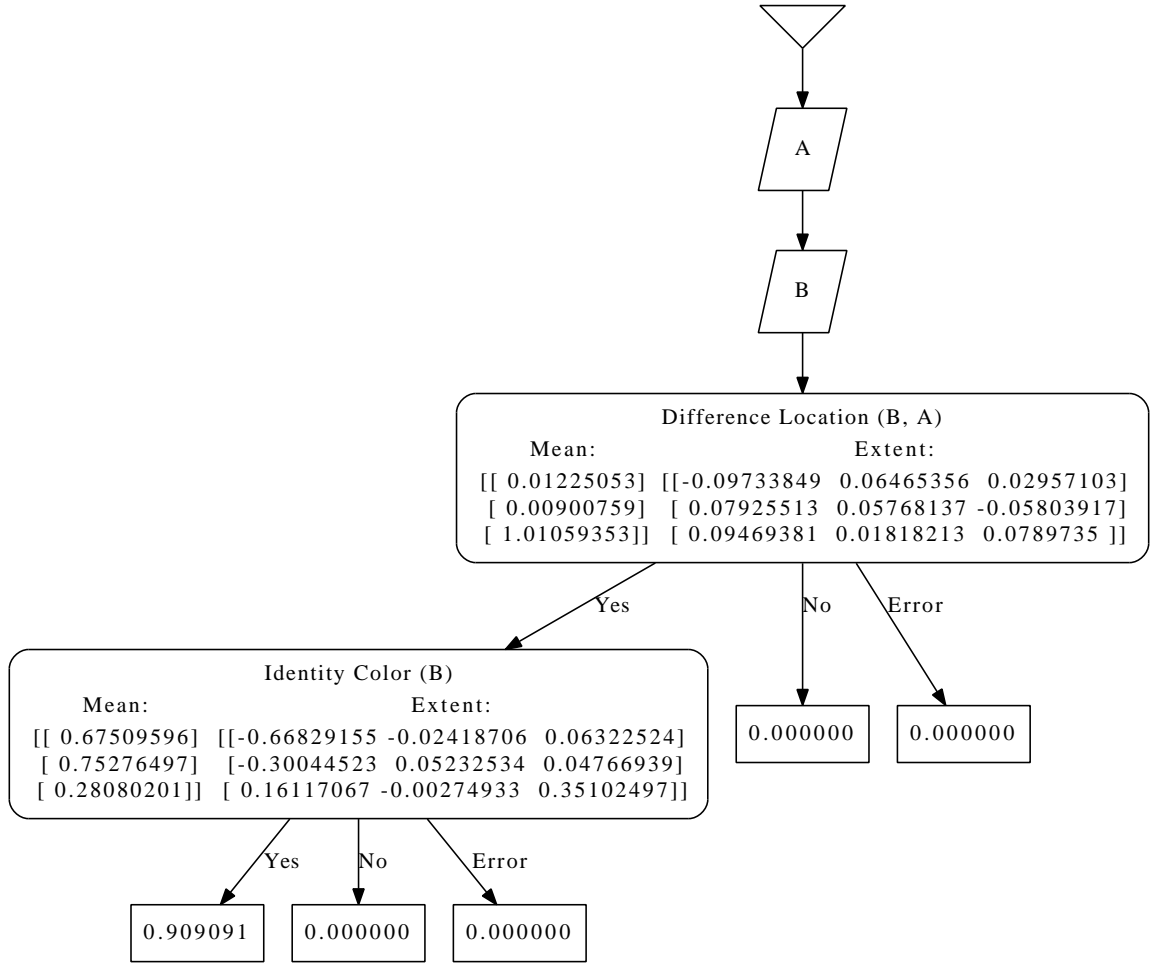 A
B
Difference Location (B, A)
Mean: Extent:
[[ 0.01225053] [[-0.09733849 0.06465356 0.02957103]
[ 0.00900759] [ 0.07925513 0.05768137 -0.05803917]
[ 1.01059353]] [ 0.09469381 0.01818213 0.0789735 ]]
Yes No Error
Identity Color (B)
Mean: Extent:
[[ 0.67509596] [[-0.66829155 -0.02418706 0.06322524]
[ 0.75276497] [-0.30044523 0.05232534 0.04766939]
[ 0.28080201]] [ 0.16117067 -0.00274933 0.35102497]]
0.000000 0.000000
Yes No Error
0.909091 0.000000 0.000000